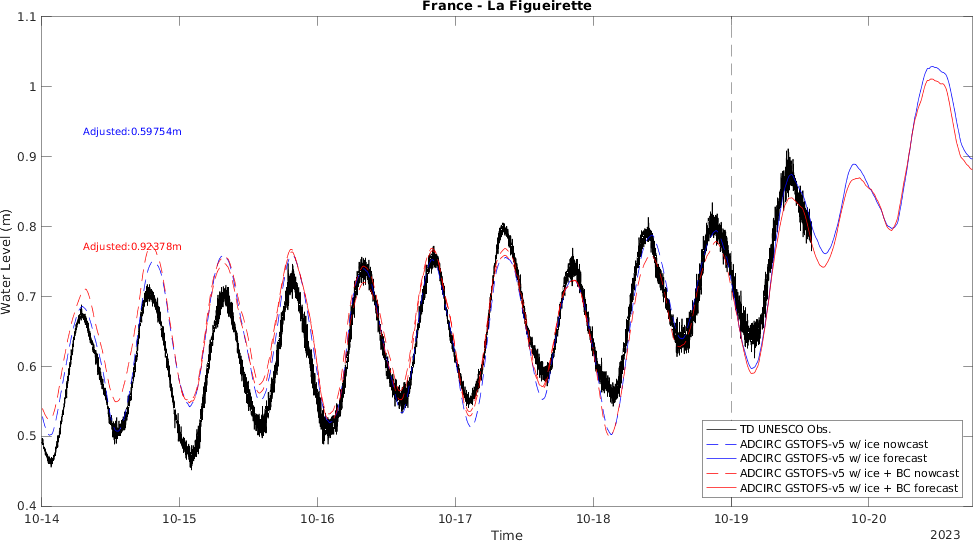 France - La Figueirette
1.1
1
0.9
0.8
0.7
0.6
0.5
0.4
Water Level (m)
Adjusted:0.59754m
Adjusted:0.92378m
TD UNESCO Obs.
ADCIRC GSTOFS-v5 w/ ice nowcast
ADCIRC GSTOFS-v5 w/ ice forecast
ADCIRC GSTOFS-v5 w/ ice + BC nowcast
ADCIRC GSTOFS-v5 w/ ice + BC forecast
10-14 10-15 10-16 10-17 10-18 10-19 10-20
Time
2023